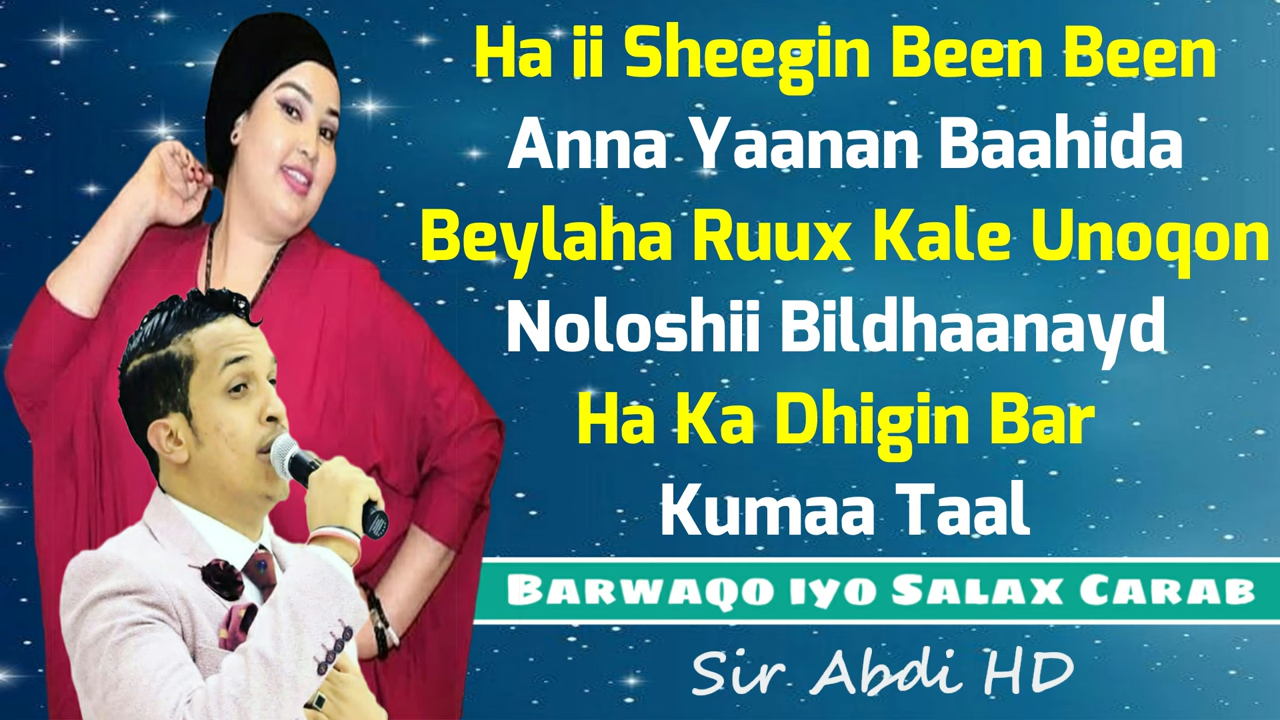 Ha ii Sheegin Been Been
Anna Yaanan Baahida
Beylaha Ruux Kale Unoqon
Noloshii Bildhaanayd
Ha Ka Dhigin Bar
Kumaa Taal
Barwaqo iyo Salax Carab
Sir Abdi HD